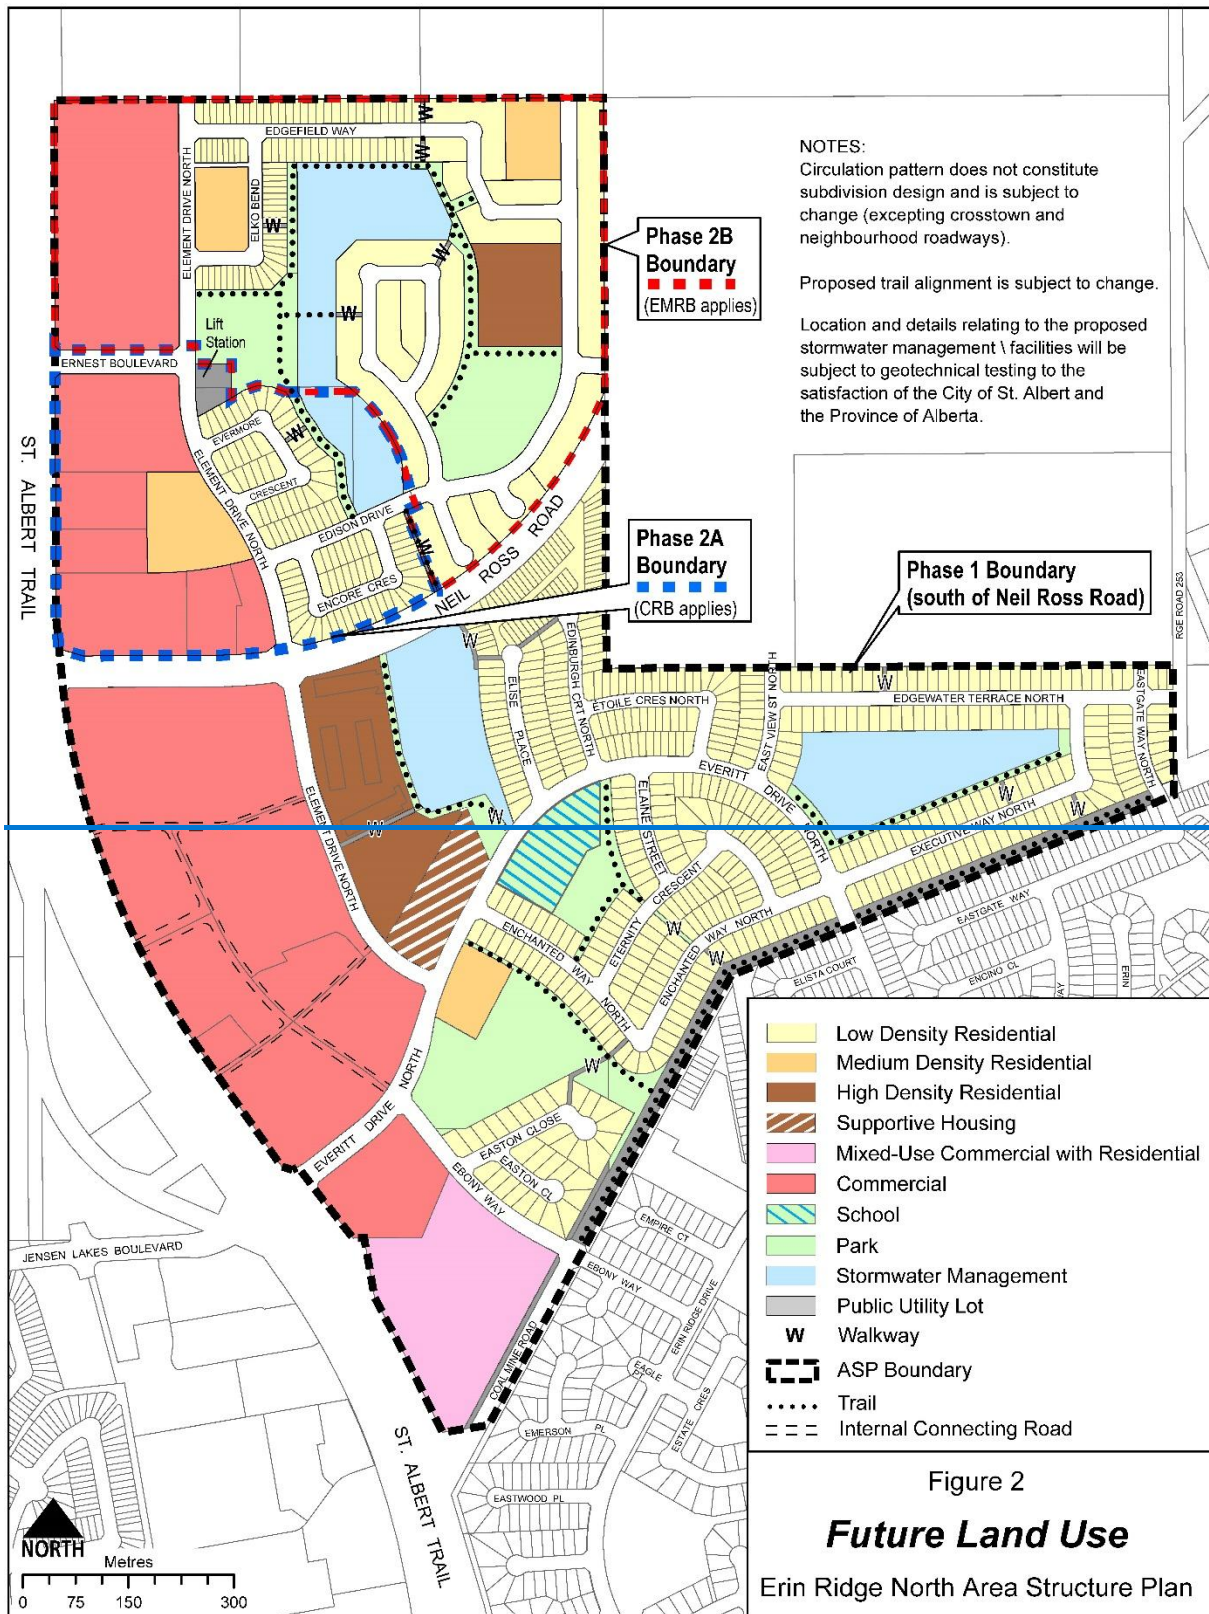 EDGEFIELD WAY
ELEMENT DRIVE NORTH
ELKO BEND
W
W
W
W
W
NOTES:
Circulation pattern does not constitute
subdivision design and is subject to
change (excepting crosstown and
neighbourhood roadways).
Proposed trail alignment is subject to change.
Location and details relating to the proposed
stormwater management \ facilities will be
subject to geotechnical testing to the
satisfaction of the City of St. Albert and
the Province of Alberta.
Phase 2B
Boundary
(EMRB applies)
Lift
Station
ERNEST BOULEVARD
EVERMORE
CRESCENT
W
ST. ALBERT TRAIL
ELEMENT DRIVE NORTH
EDISON DRIVE
W
ENCORE CRES
NEIL ROSS ROAD
Phase 2A
Boundary
(CRB applies)
Phase 1 Boundary
(south of Neil Ross Road)
RGE ROAD 253
W
ELISE PLACE
EDINBURGH CRT NORTH
ETOILE CRES NORTH
EAST VIEW ST NORTH
W
EDGEWATER TERRACE NORTH
EASTGATE WAY NORTH
EVERITT DRIVE NORTH
ELEMENT DRIVE NORTH
W
W
ELAINE STREET
W
W
EXECUTIVE WAY NORTH
ETERNITY CRESCENT
ENCHANTED WAY NORTH
ENCHANTED WAY NORTH
W
W
EASTGATE WAY
ELISTA COURT
ENCINO CL
ERIN
WAY
W
EVERITT DRIVE NORTH
EASTON CLOSE
EASTON CL
EBONY WAY
EMPIRE CT
EBONY WAY
ERIN RIDGE DRIVE
EAGLE PT
ESTATE CRES
COAL MINE ROAD
EMERSON PL
EASTWOOD PL
JENSEN LAKES BOULEVARD
ST. ALBERT TRAIL
Low Density Residential
Medium Density Residential
High Density Residential
Supportive Housing
Mixed-Use Commercial with Residential
Commercial
School
Park
Stormwater Management
Public Utility Lot
W Walkway
ASP Boundary
Trail
Internal Connecting Road
NORTH
Metres
0 75 150 300
Figure 2
Future Land Use
Erin Ridge North Area Structure Plan